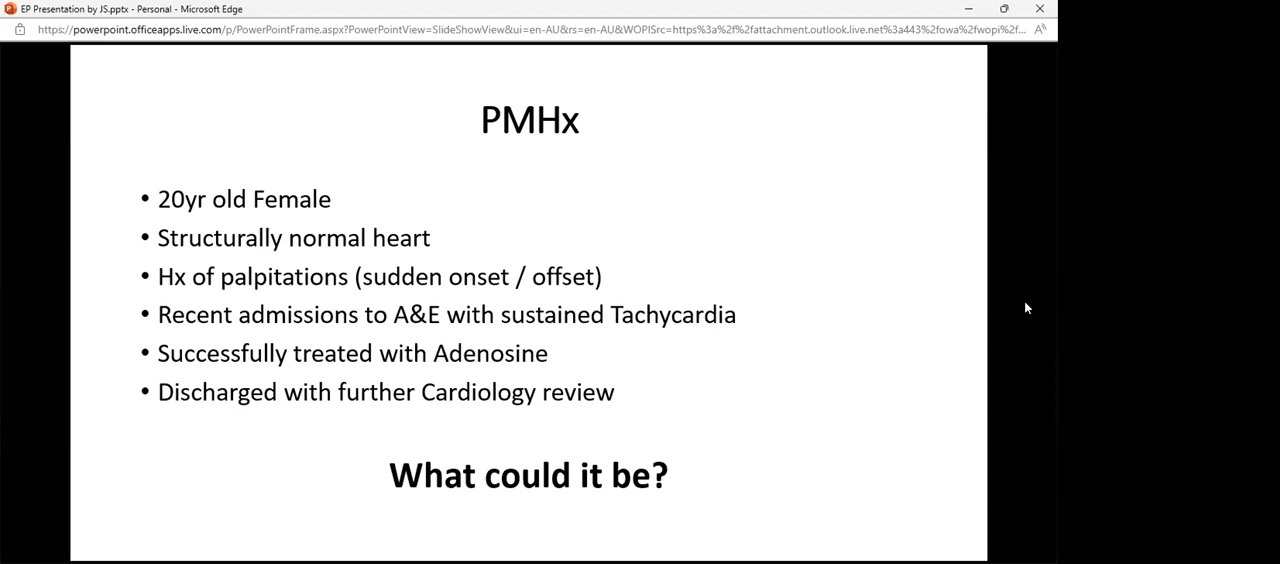 EP Presentation by JS.pptx - Personal - Microsoft Edge
https://powerpoint.officeapps.live.com/p/PowerPointFrame.aspx?PowerPointView=SlideShowView&ui=en-AU&rs=en-AU&WOPISrc=https%3a%2f%2fattachment.outlook.live.net%3a443%2fowa%2fwopi%2f...
PMHx
• 20yr old Female
• Structurally normal heart
• Hx of palpitations (sudden onset / offset)
• Recent admissions to A&E with sustained Tachycardia
• Successfully treated with Adenosine
• Discharged with further Cardiology review
What could it be?